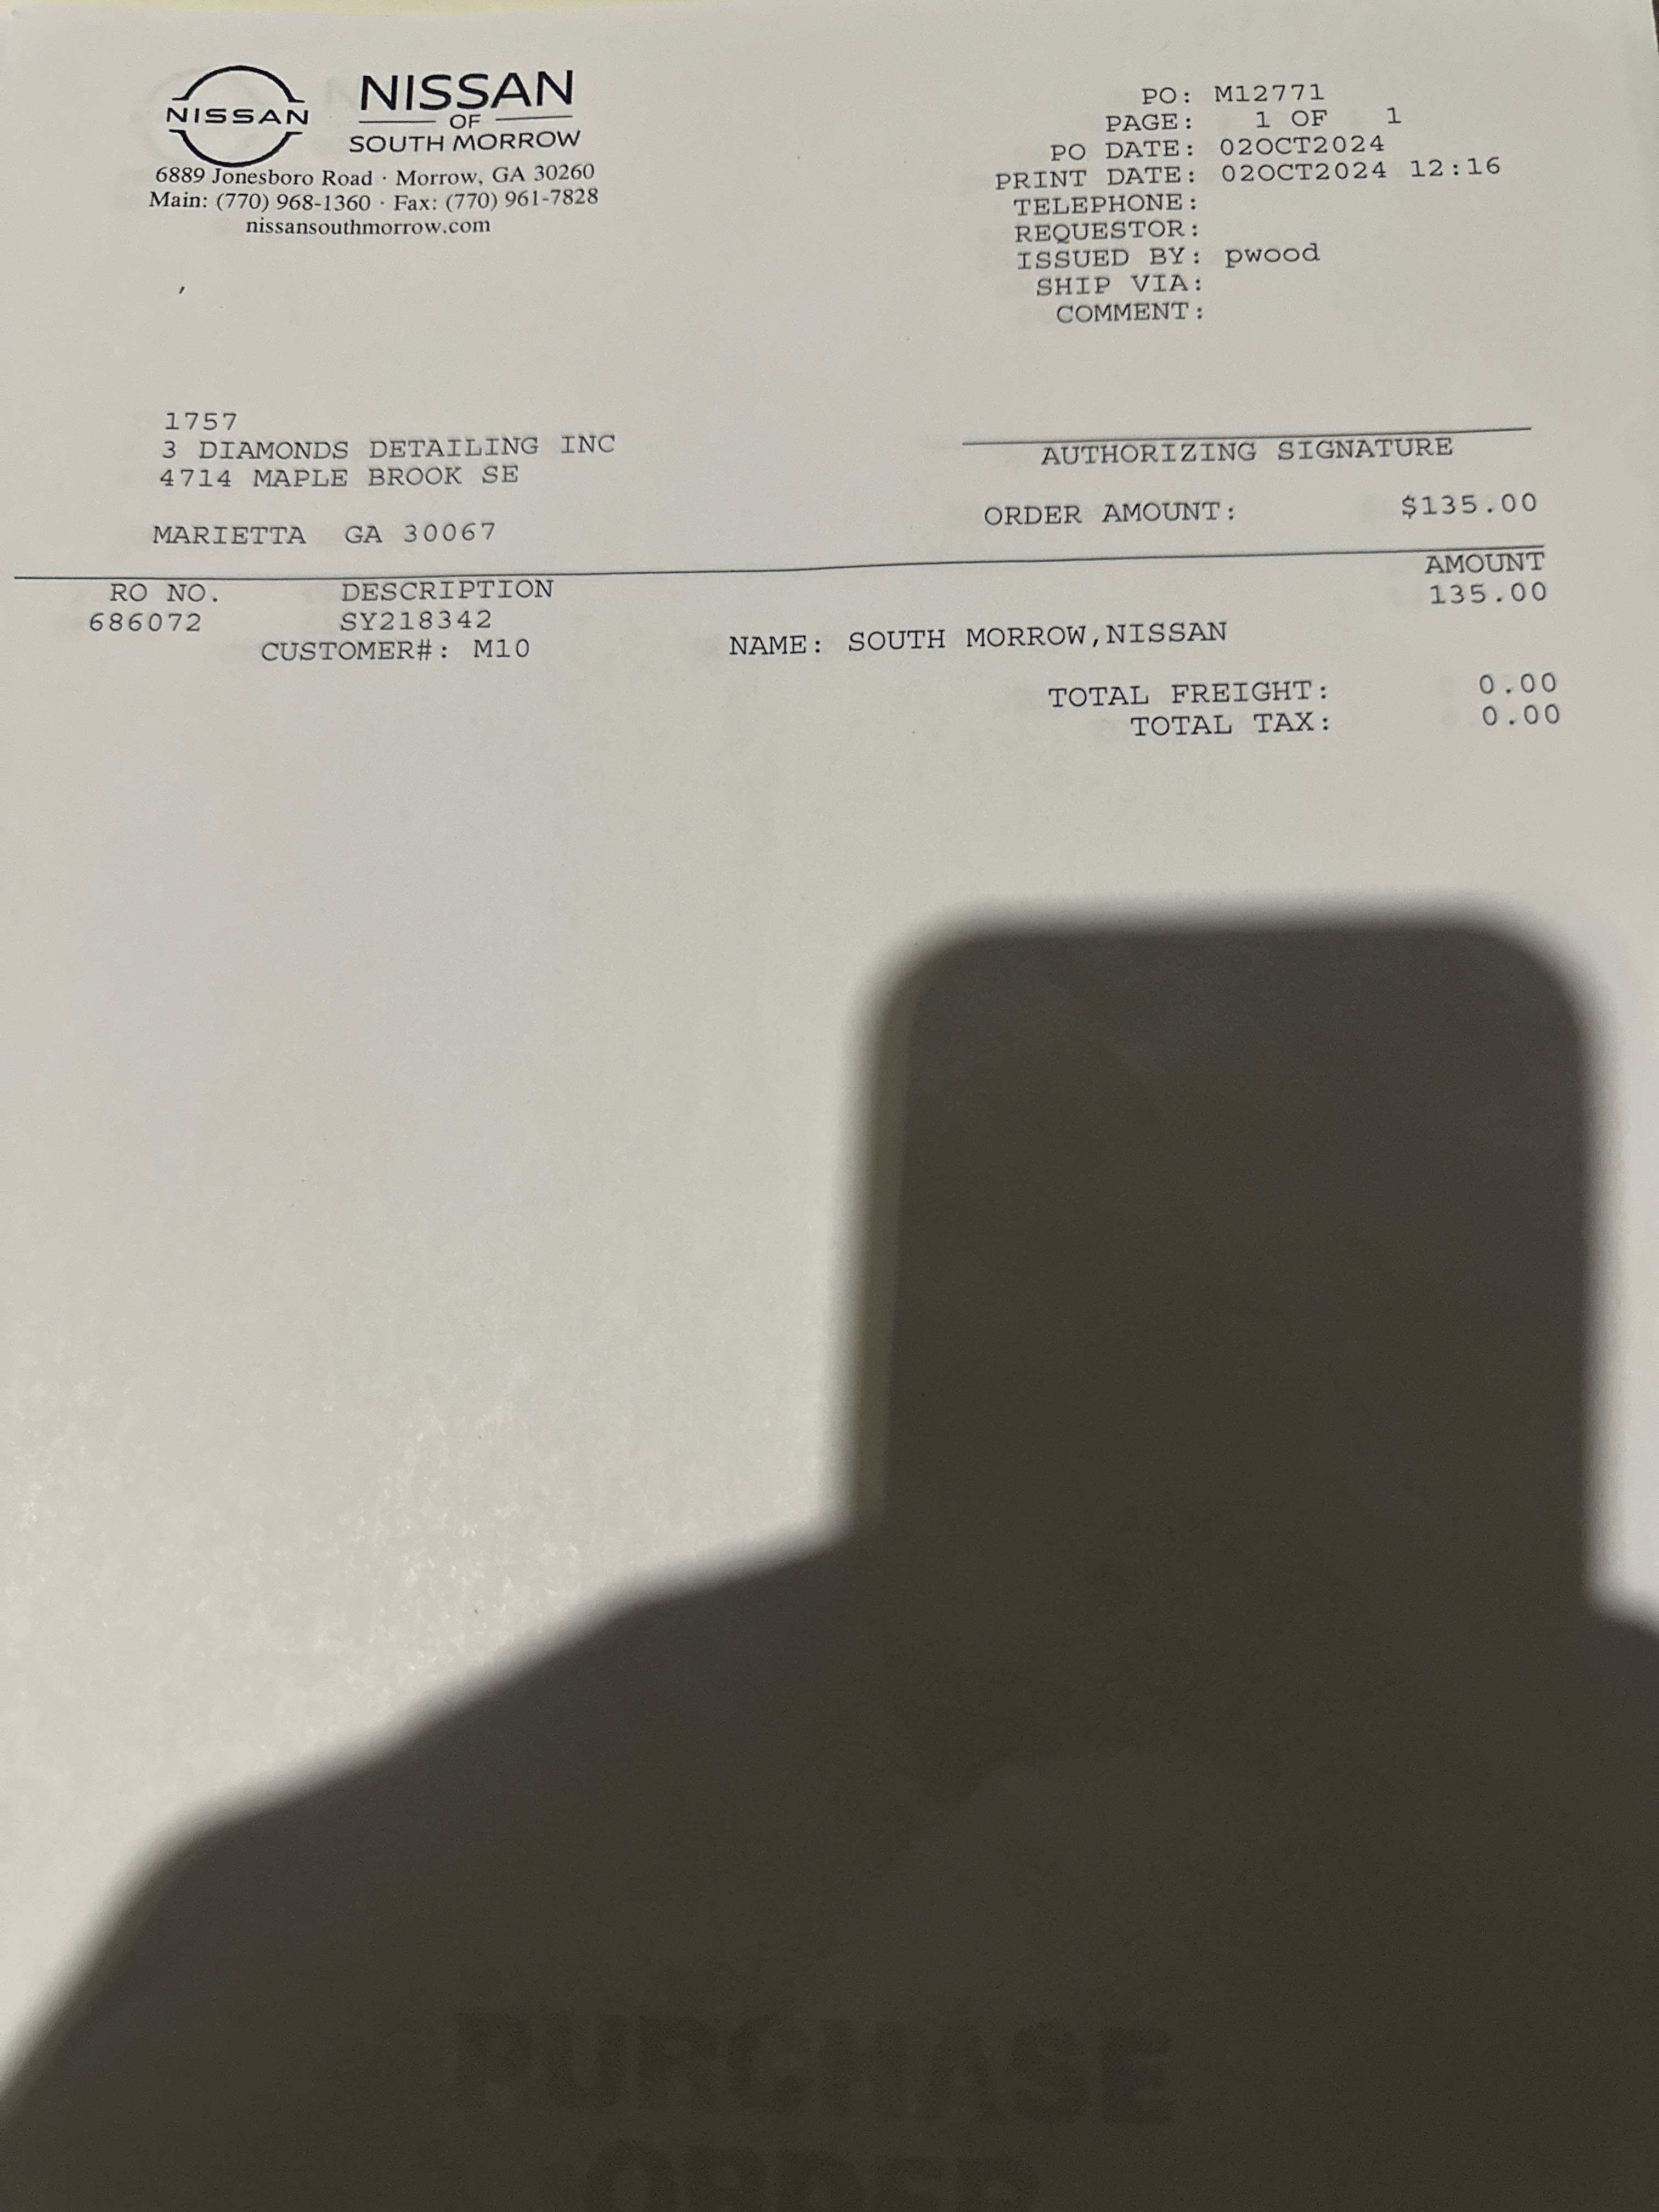 NISSAN
NISSAN
OF
SOUTH MORROW
6889 Jonesboro Road · Morrow, GA 30260
Main: (770) 968-1360 · Fax: (770) 961-7828
nissansouthmorrow.com
PO: M12771
PAGE: 1 OF 1
PO DATE: 02OCT2024
PRINT DATE: 02OCT2024 12:16
TELEPHONE:
REQUESTOR:
ISSUED BY: pwood
SHIP VIA:
COMMENT:
1757
3 DIAMONDS DETAILING INC
4714 MAPLE BROOK SE
MARIETTA GA 30067
AUTHORIZING SIGNATURE
ORDER AMOUNT: $135.00
RO NO. DESCRIPTION AMOUNT
686072 SY218342 135.00
CUSTOMER#: M10 NAME: SOUTH MORROW,NISSAN
TOTAL FREIGHT: 0.00
TOTAL TAX: 0.00
PURCHASE
ORDER